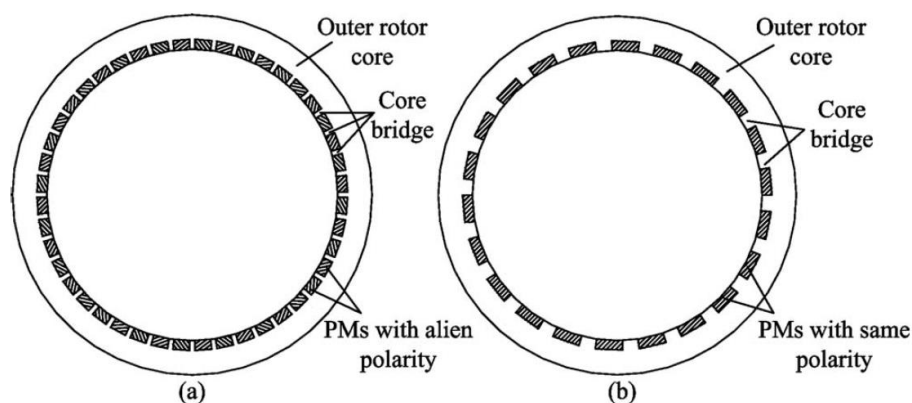 Outer rotor
core
Core
bridge
PMs with alien
polarity
(a)
Outer rotor
core
Core
bridge
PMs with same
polarity
(b)